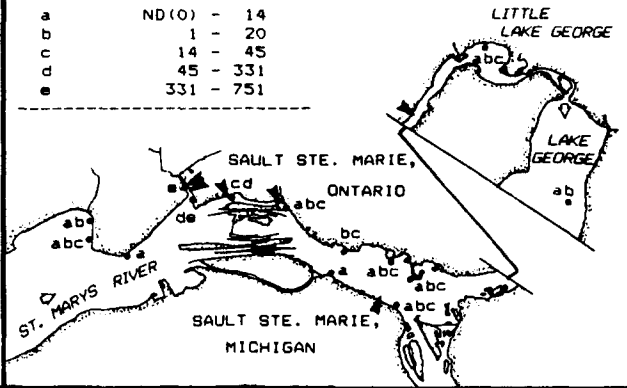 a ND(0) - 14
b 1 - 20
c 14 - 45
d 45 - 331
e 331 - 751
LITTLE
LAKE GEORGE
abc
LAKE
GEORGE
ab
SAULT STE. MARIE,
ONTARIO
e
cd
de
abc
ab
abc
a
bc
abc
a
abc
abc
ST. MARYS RIVER
SAULT STE. MARIE,
MICHIGAN